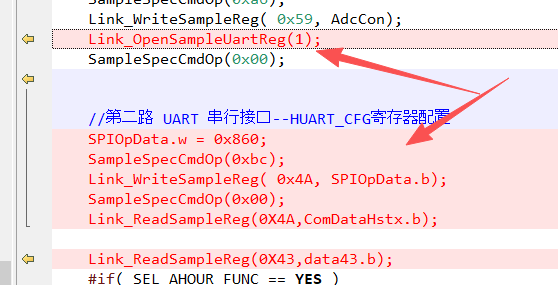 SampleSpecCmdOp(0xa8);
Link_WriteSampleReg( 0x59, AdcCon);
Link_OpenSampleUartReg(1);
SampleSpecCmdOp(0x00);
//第二路 UART 串行接口--HUART_CFG寄存器配置
SPIOpData.w = 0x860;
SampleSpecCmdOp(0xbc);
Link_WriteSampleReg( 0x4A, SPIOpData.b);
SampleSpecCmdOp(0x00);
Link_ReadSampleReg(0X4A,ComDataHstx.b);
Link_ReadSampleReg(0X43,data43.b);
#if( SEL_AHOUR_FUNC == YES )